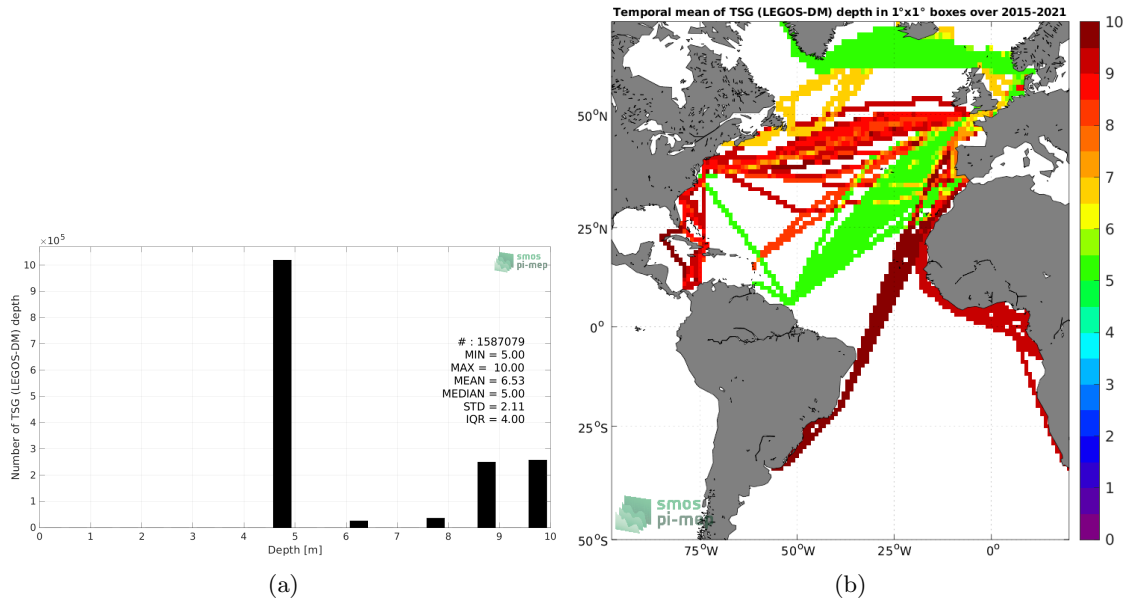 ×10⁵
10
9
8
7
6
5
4
3
2
1
0
Number of TSG (LEGOS-DM) depth
smos
pi-mep
# : 1587079
MIN = 5.00
MAX = 10.00
MEAN = 6.53
MEDIAN = 5.00
STD = 2.11
IQR = 4.00
0 1 2 3 4 5 6 7 8 9 10
Depth [m]
(a)
Temporal mean of TSG (LEGOS-DM) depth in 1°x1° boxes over 2015-2021
50°N
25°N
0°
25°S
50°S
75°W 50°W 25°W 0°
smos
pi-mep
10
9
8
7
6
5
4
3
2
1
0
(b)